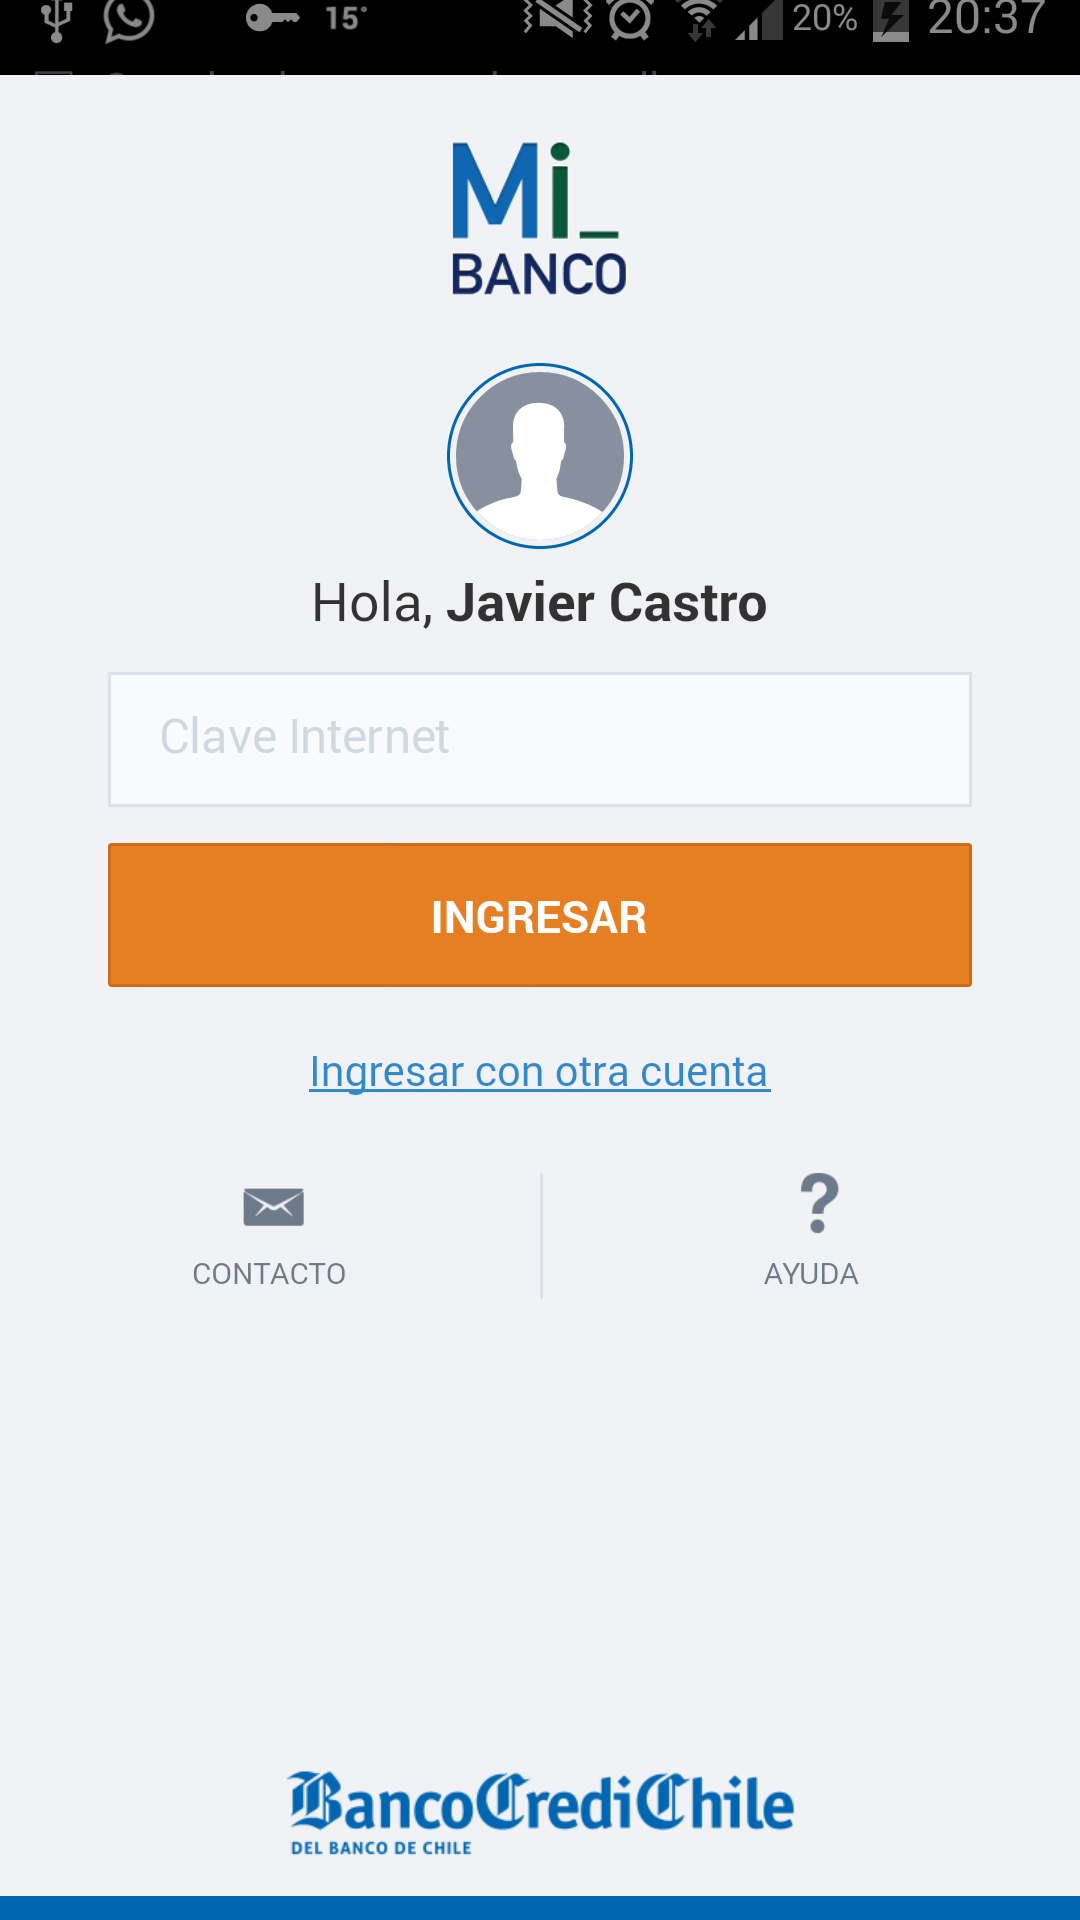 15° 20% 20:37
Mi_
BANCO
Hola, Javier Castro
Clave Internet
INGRESAR
Ingresar con otra cuenta
CONTACTO AYUDA
BancoCrediChile
DEL BANCO DE CHILE